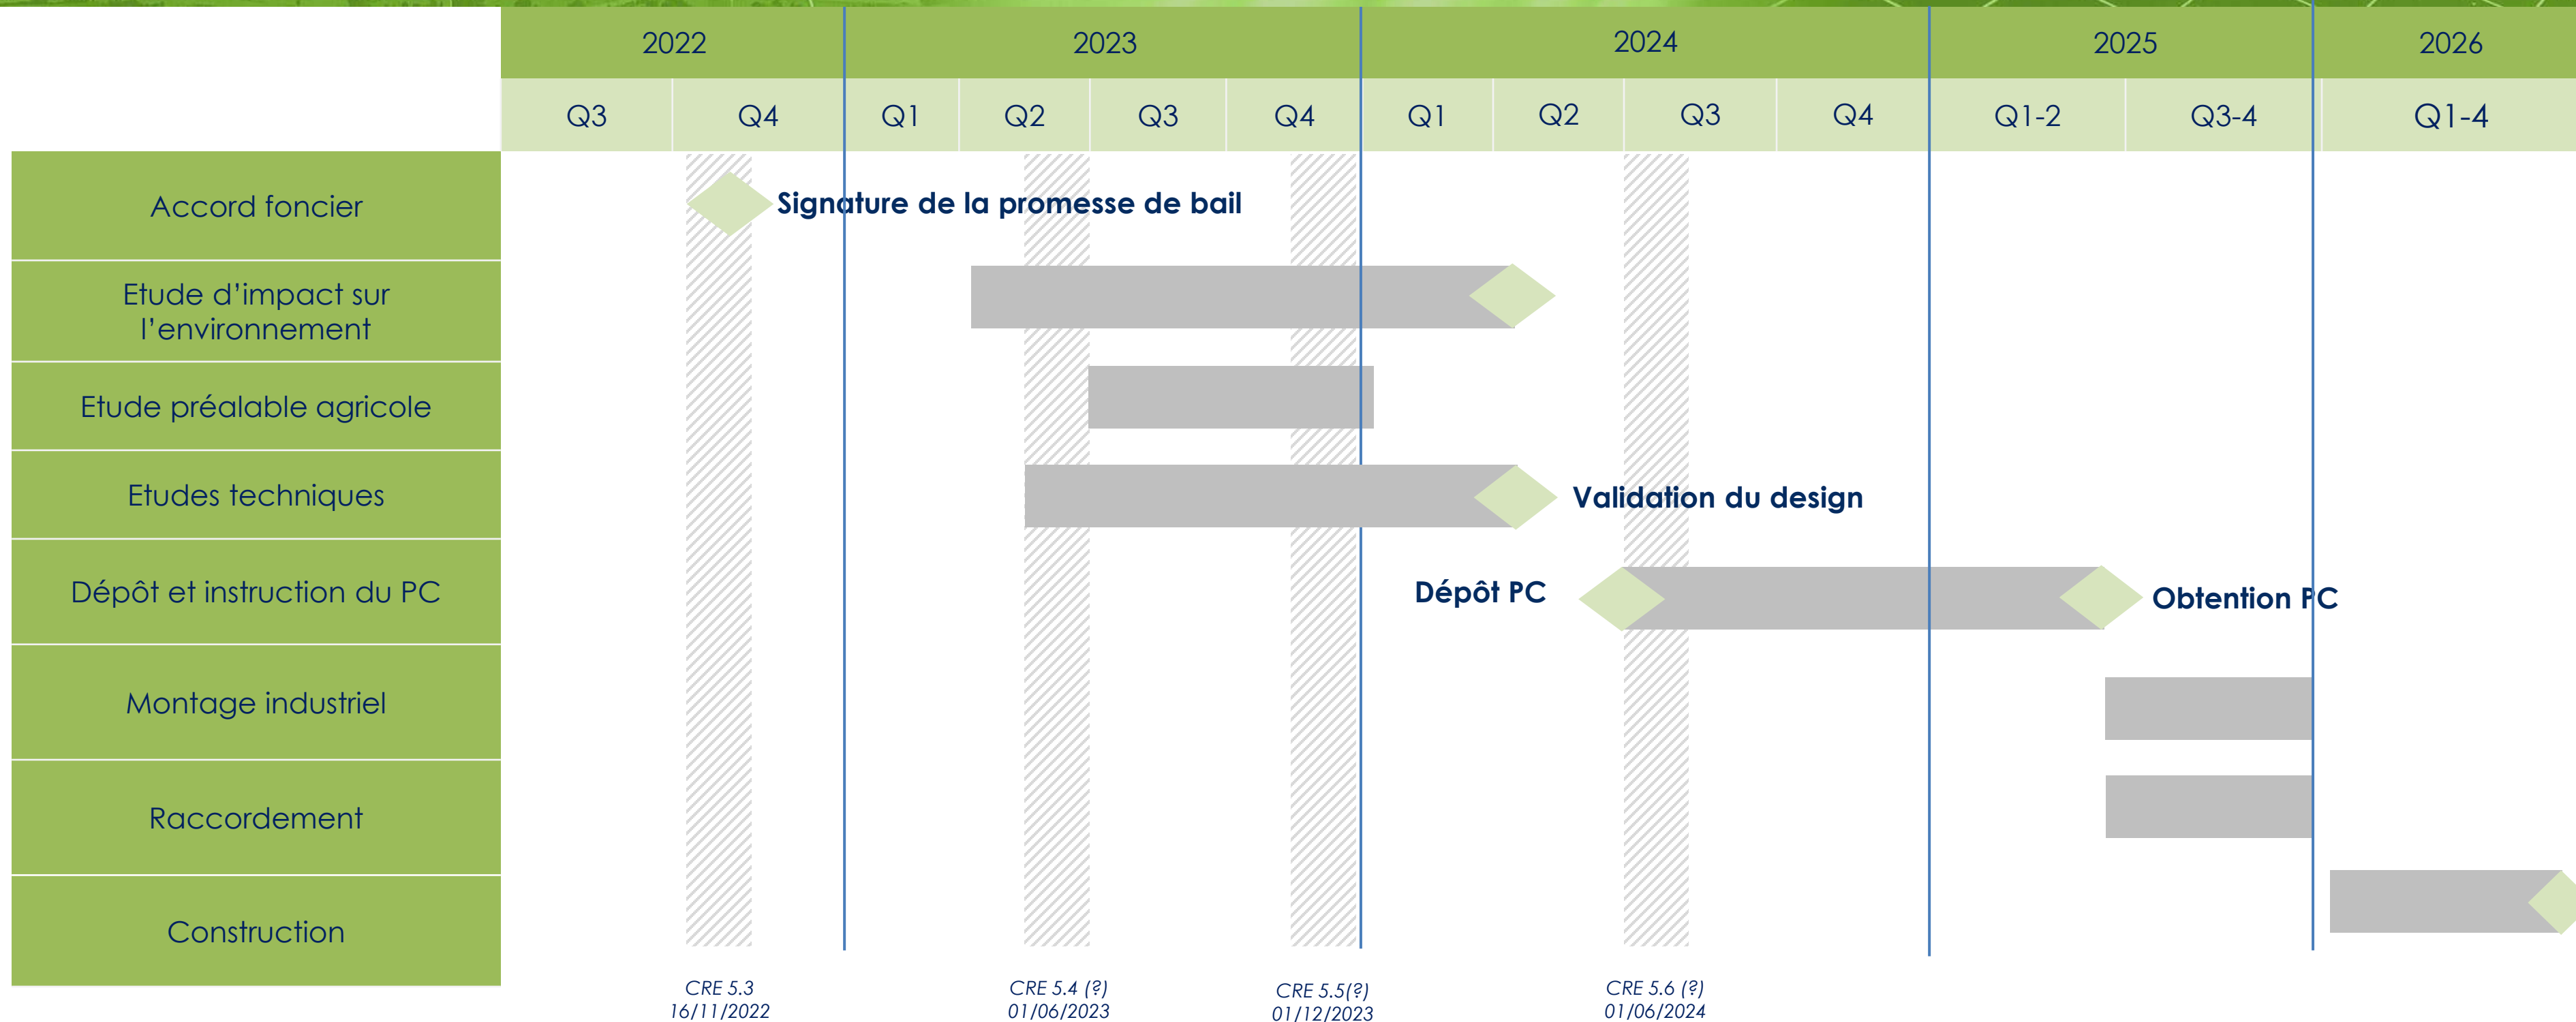 2022 2023 2024 2025 2026
Q3 Q4 Q1 Q2 Q3 Q4 Q1 Q2 Q3 Q4 Q1-2 Q3-4 Q1-4
Accord foncier Signature de la promesse de bail
Etude d’impact sur
l’environnement
Etude préalable agricole
Etudes techniques Validation du design
Dépôt et instruction du PC Dépôt PC Obtention PC
Montage industriel
Raccordement
Construction
CRE 5.3 CRE 5.4 (?) CRE 5.5(?) CRE 5.6 (?)
16/11/2022 01/06/2023 01/12/2023 01/06/2024